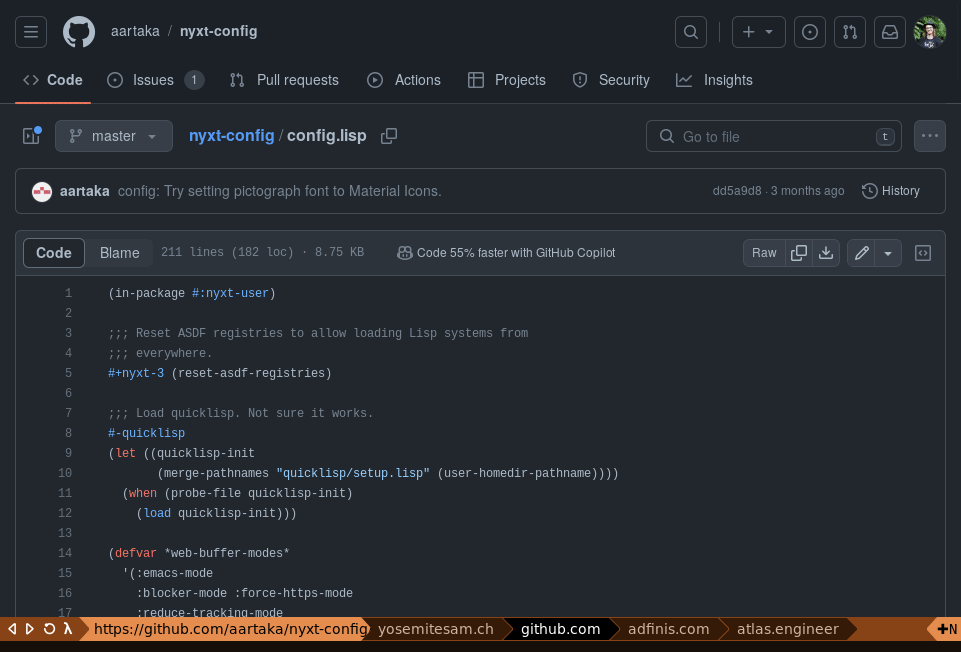 aartaka / nyxt-config
Code Issues 1 Pull requests Actions Projects Security Insights
master nyxt-config / config.lisp Go to file t
aartaka config: Try setting pictograph font to Material Icons. dd5a9d8 · 3 months ago History
Code Blame 211 lines (182 loc) · 8.75 KB Code 55% faster with GitHub Copilot Raw
1 (in-package #:nyxt-user)
2
3 ;;; Reset ASDF registries to allow loading Lisp systems from
4 ;;; everywhere.
5 #+nyxt-3 (reset-asdf-registries)
6
7 ;;; Load quicklisp. Not sure it works.
8 #-quicklisp
9 (let ((quicklisp-init
10 (merge-pathnames "quicklisp/setup.lisp" (user-homedir-pathname))))
11 (when (probe-file quicklisp-init)
12 (load quicklisp-init)))
13
14 (defvar *web-buffer-modes*
15 '(:emacs-mode
16 :blocker-mode :force-https-mode
17 :reduce-tracking-mode
λ https://github.com/aartaka/nyxt-config yosemitesam.ch github.com adfinis.com atlas.engineer ✚N